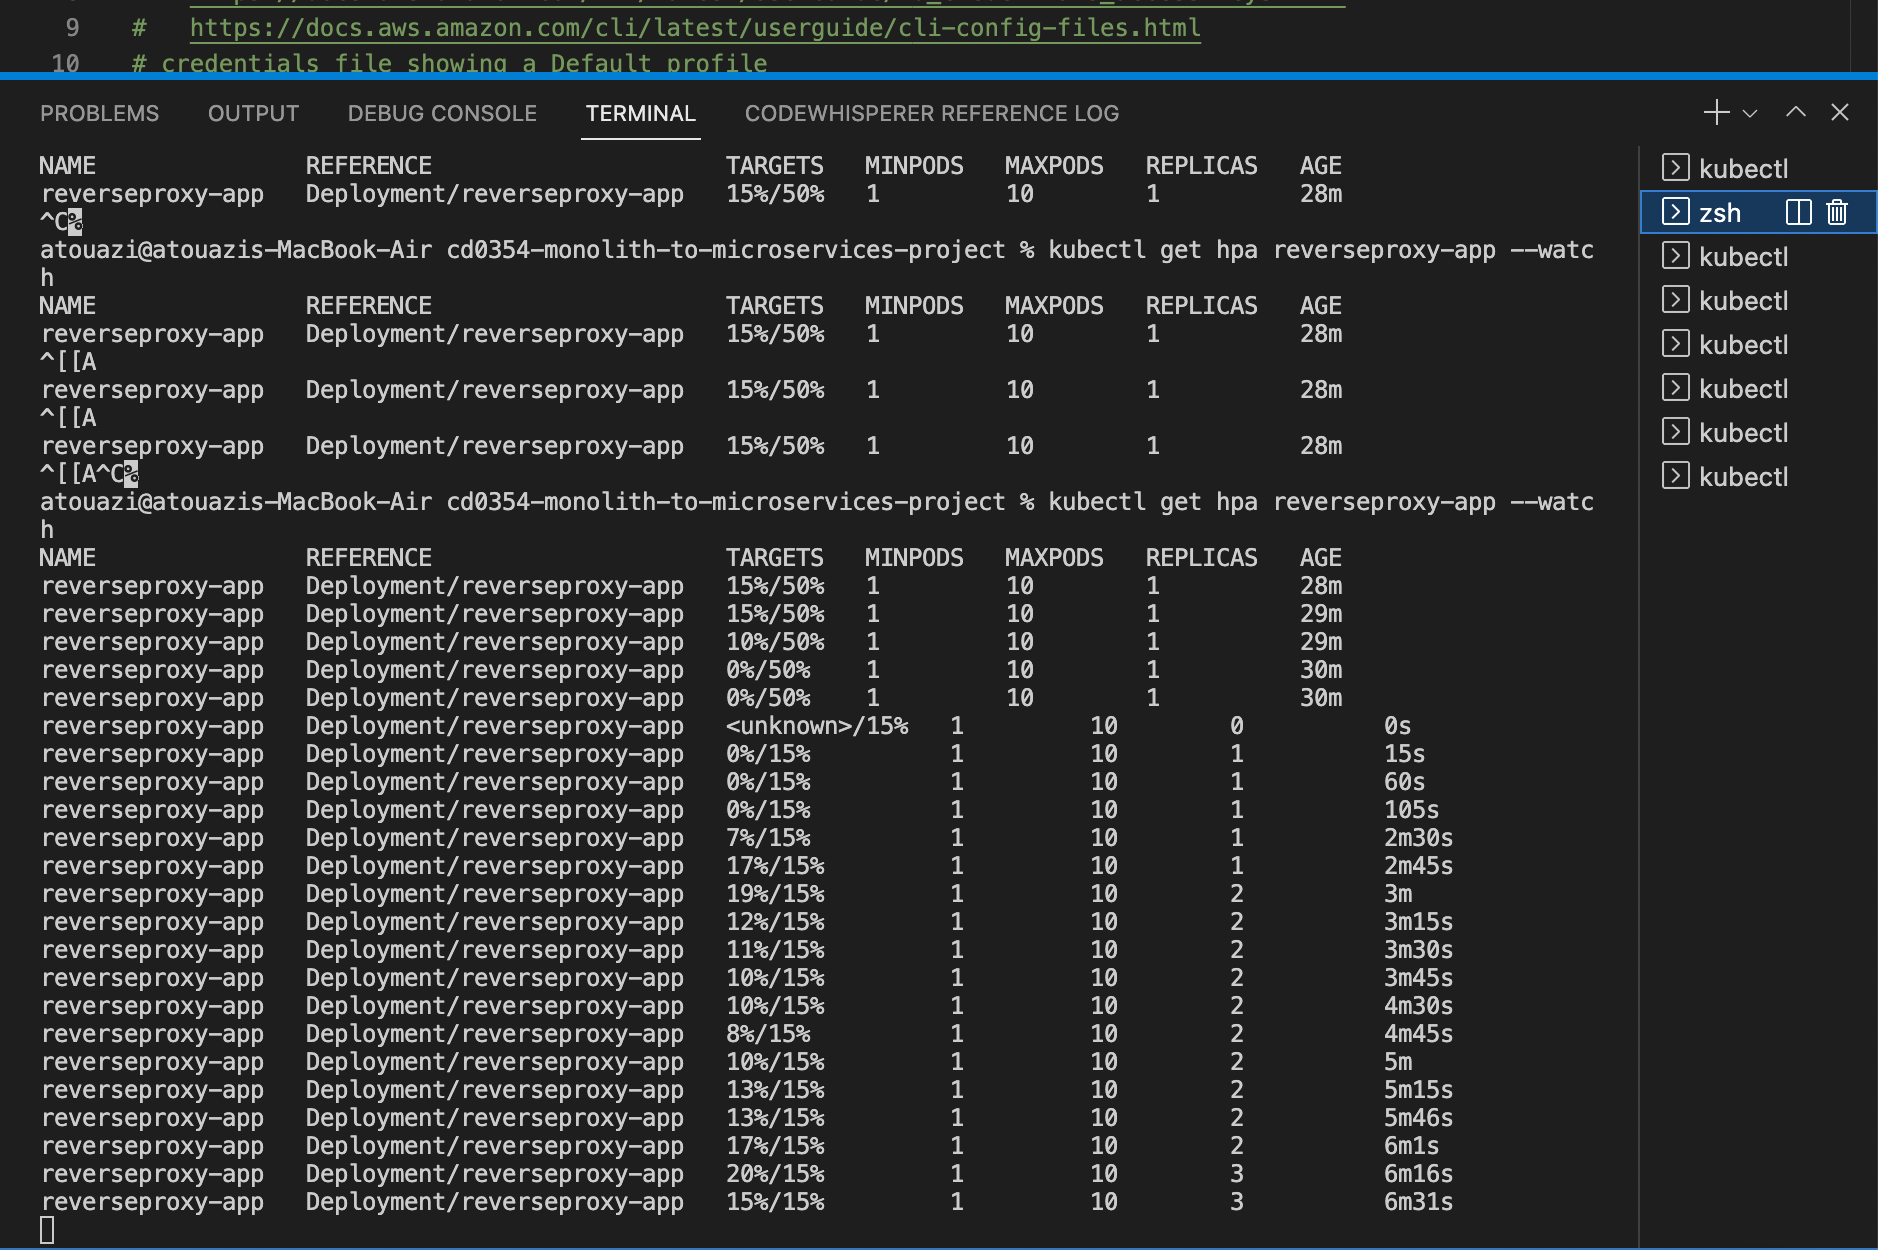 9 # https://docs.aws.amazon.com/cli/latest/userguide/cli-config-files.html
10 # credentials file showing a Default profile
PROBLEMS OUTPUT DEBUG CONSOLE TERMINAL CODEWHISPERER REFERENCE LOG
NAME REFERENCE TARGETS MINPODS MAXPODS REPLICAS AGE
reverseproxy-app Deployment/reverseproxy-app 15%/50% 1 10 1 28m
^C%
atouazi@atouazis-MacBook-Air cd0354-monolith-to-microservices-project % kubectl get hpa reverseproxy-app --watc
h
NAME REFERENCE TARGETS MINPODS MAXPODS REPLICAS AGE
reverseproxy-app Deployment/reverseproxy-app 15%/50% 1 10 1 28m
^[[A
reverseproxy-app Deployment/reverseproxy-app 15%/50% 1 10 1 28m
^[[A
reverseproxy-app Deployment/reverseproxy-app 15%/50% 1 10 1 28m
^[[A^C%
atouazi@atouazis-MacBook-Air cd0354-monolith-to-microservices-project % kubectl get hpa reverseproxy-app --watc
h
NAME REFERENCE TARGETS MINPODS MAXPODS REPLICAS AGE
reverseproxy-app Deployment/reverseproxy-app 15%/50% 1 10 1 28m
reverseproxy-app Deployment/reverseproxy-app 15%/50% 1 10 1 29m
reverseproxy-app Deployment/reverseproxy-app 10%/50% 1 10 1 29m
reverseproxy-app Deployment/reverseproxy-app 0%/50% 1 10 1 30m
reverseproxy-app Deployment/reverseproxy-app 0%/50% 1 10 1 30m
reverseproxy-app Deployment/reverseproxy-app <unknown>/15% 1 10 0 0s
reverseproxy-app Deployment/reverseproxy-app 0%/15% 1 10 1 15s
reverseproxy-app Deployment/reverseproxy-app 0%/15% 1 10 1 60s
reverseproxy-app Deployment/reverseproxy-app 0%/15% 1 10 1 105s
reverseproxy-app Deployment/reverseproxy-app 7%/15% 1 10 1 2m30s
reverseproxy-app Deployment/reverseproxy-app 17%/15% 1 10 1 2m45s
reverseproxy-app Deployment/reverseproxy-app 19%/15% 1 10 2 3m
reverseproxy-app Deployment/reverseproxy-app 12%/15% 1 10 2 3m15s
reverseproxy-app Deployment/reverseproxy-app 11%/15% 1 10 2 3m30s
reverseproxy-app Deployment/reverseproxy-app 10%/15% 1 10 2 3m45s
reverseproxy-app Deployment/reverseproxy-app 10%/15% 1 10 2 4m30s
reverseproxy-app Deployment/reverseproxy-app 8%/15% 1 10 2 4m45s
reverseproxy-app Deployment/reverseproxy-app 10%/15% 1 10 2 5m
reverseproxy-app Deployment/reverseproxy-app 13%/15% 1 10 2 5m15s
reverseproxy-app Deployment/reverseproxy-app 13%/15% 1 10 2 5m46s
reverseproxy-app Deployment/reverseproxy-app 17%/15% 1 10 2 6m1s
reverseproxy-app Deployment/reverseproxy-app 20%/15% 1 10 3 6m16s
reverseproxy-app Deployment/reverseproxy-app 15%/15% 1 10 3 6m31s
kubectl
zsh
kubectl
kubectl
kubectl
kubectl
kubectl
kubectl